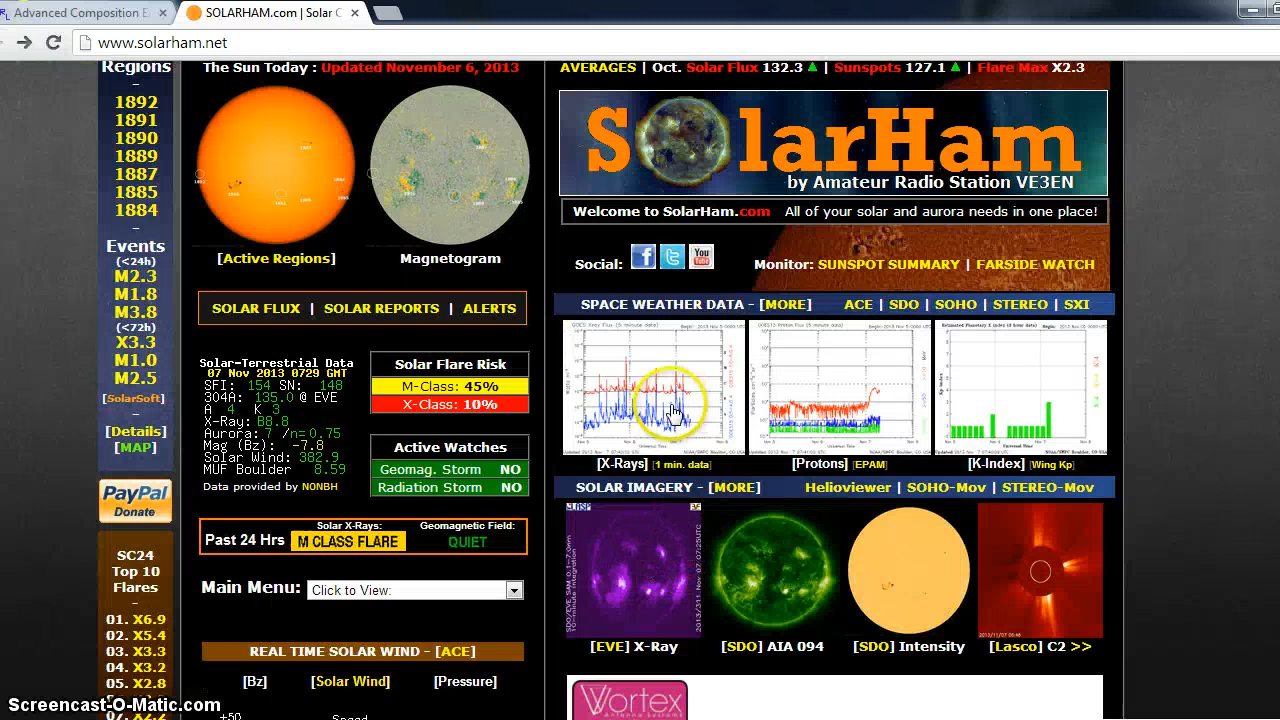 Advanced Composition E
SOLARHAM.com | Solar C
www.solarham.net
Regions
1892
1891
1890
1889
1887
1885
1884
Events
(<24h)
M2.3
M1.8
M3.8
(<72h)
X3.3
M1.0
M2.5
[SolarSoft]
[Details]
[MAP]
PayPal
Donate
SC24
Top 10
Flares
01. X6.9
02. X5.4
03. X3.3
04. X3.2
05. X2.8
The Sun Today : Updated November 6, 2013
[Active Regions]
Magnetogram
SOLAR FLUX | SOLAR REPORTS | ALERTS
Solar-Terrestrial Data
07 Nov 2013 0729 GMT
SFI: 154 SN: 148
304A: 135.0 @ EVE
A 4 K 3
X-Ray: B8.8
Aurora: 7 /n=0.75
Mag (Bz): -7.8
Solar Wind: 382.9
MUF Boulder 8.59
Data provided by N0NBH
Solar Flare Risk
M-Class: 45%
X-Class: 10%
Active Watches
Geomag. Storm NO
Radiation Storm NO
Past 24 Hrs
Solar X-Rays:
M CLASS FLARE
Geomagnetic Field:
QUIET
Main Menu: Click to View:
REAL TIME SOLAR WIND - [ACE]
[Bz] [Solar Wind] [Pressure]
+50
Speed
AVERAGES | Oct. Solar Flux 132.3 | Sunspots 127.1 | Flare Max X2.3
SolarHam
by Amateur Radio Station VE3EN
Welcome to SolarHam.com All of your solar and aurora needs in one place!
Social:
You
Tube
Monitor: SUNSPOT SUMMARY | FARSIDE WATCH
SPACE WEATHER DATA - [MORE] ACE | SDO | SOHO | STEREO | SXI
[X-Rays] [1 min. data]
[Protons] [EPAM]
[K-Index] [Wing Kp]
SOLAR IMAGERY - [MORE] Helioviewer | SOHO-Mov | STEREO-Mov
[EVE] X-Ray
[SDO] AIA 094
[SDO] Intensity
[Lasco] C2 >>
Vortex
Antenna Systems
Screencast-O-Matic.com